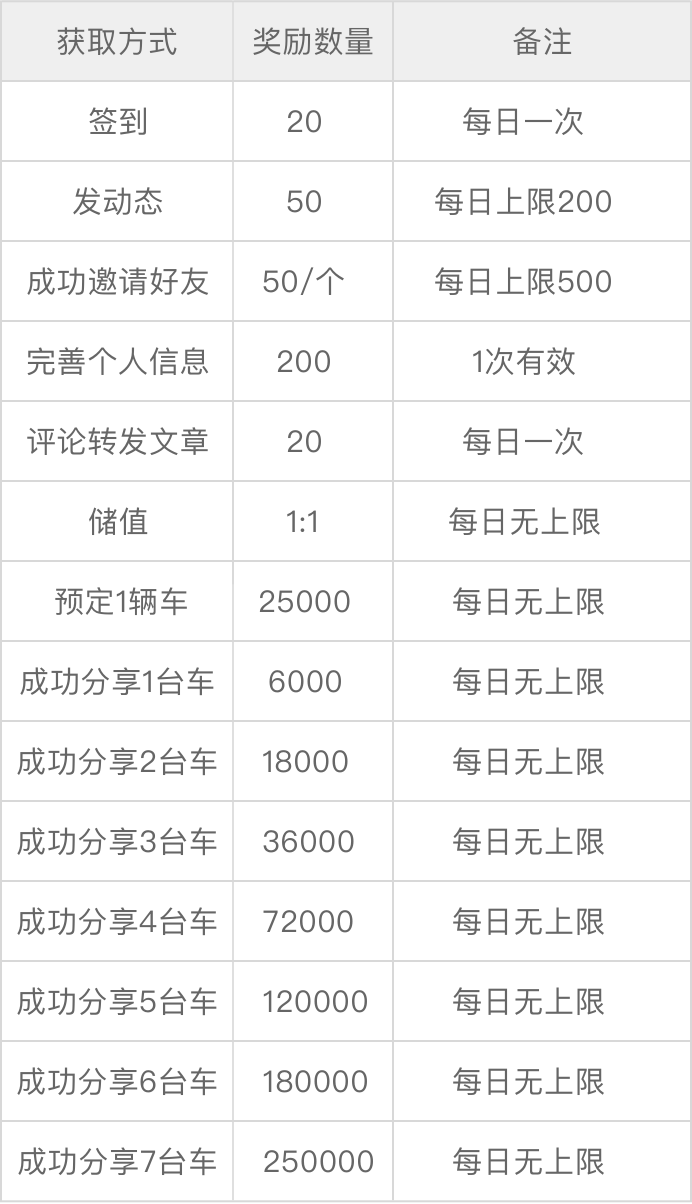 获取方式 奖励数量 备注
签到 20 每日一次
发动态 50 每日上限200
成功邀请好友 50/个 每日上限500
完善个人信息 200 1次有效
评论转发文章 20 每日一次
储值 1:1 每日无上限
预定1辆车 25000 每日无上限
成功分享1台车 6000 每日无上限
成功分享2台车 18000 每日无上限
成功分享3台车 36000 每日无上限
成功分享4台车 72000 每日无上限
成功分享5台车 120000 每日无上限
成功分享6台车 180000 每日无上限
成功分享7台车 250000 每日无上限